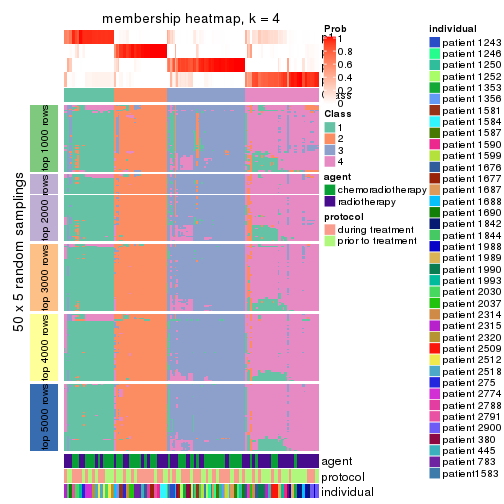 membership heatmap, k = 4
50 x 5 random samplings
top 1000 rows
top 2000 rows
top 3000 rows
top 4000 rows
top 5000 rows
agent
protocol
individual
Prob
1
0.8
0.6
0.4
0.2
0
Class
1
2
3
4
agent
chemoradiotherapy
radiotherapy
protocol
during treatment
prior to treatment
individual
patient 1243
patient 1246
patient 1250
patient 1252
patient 1353
patient 1356
patient 1581
patient 1584
patient 1587
patient 1590
patient 1599
patient 1676
patient 1677
patient 1687
patient 1688
patient 1690
patient 1842
patient 1844
patient 1988
patient 1989
patient 1990
patient 1993
patient 2030
patient 2037
patient 2314
patient 2315
patient 2320
patient 2509
patient 2512
patient 2518
patient 275
patient 2774
patient 2788
patient 2791
patient 2900
patient 380
patient 445
patient 783
patient1583